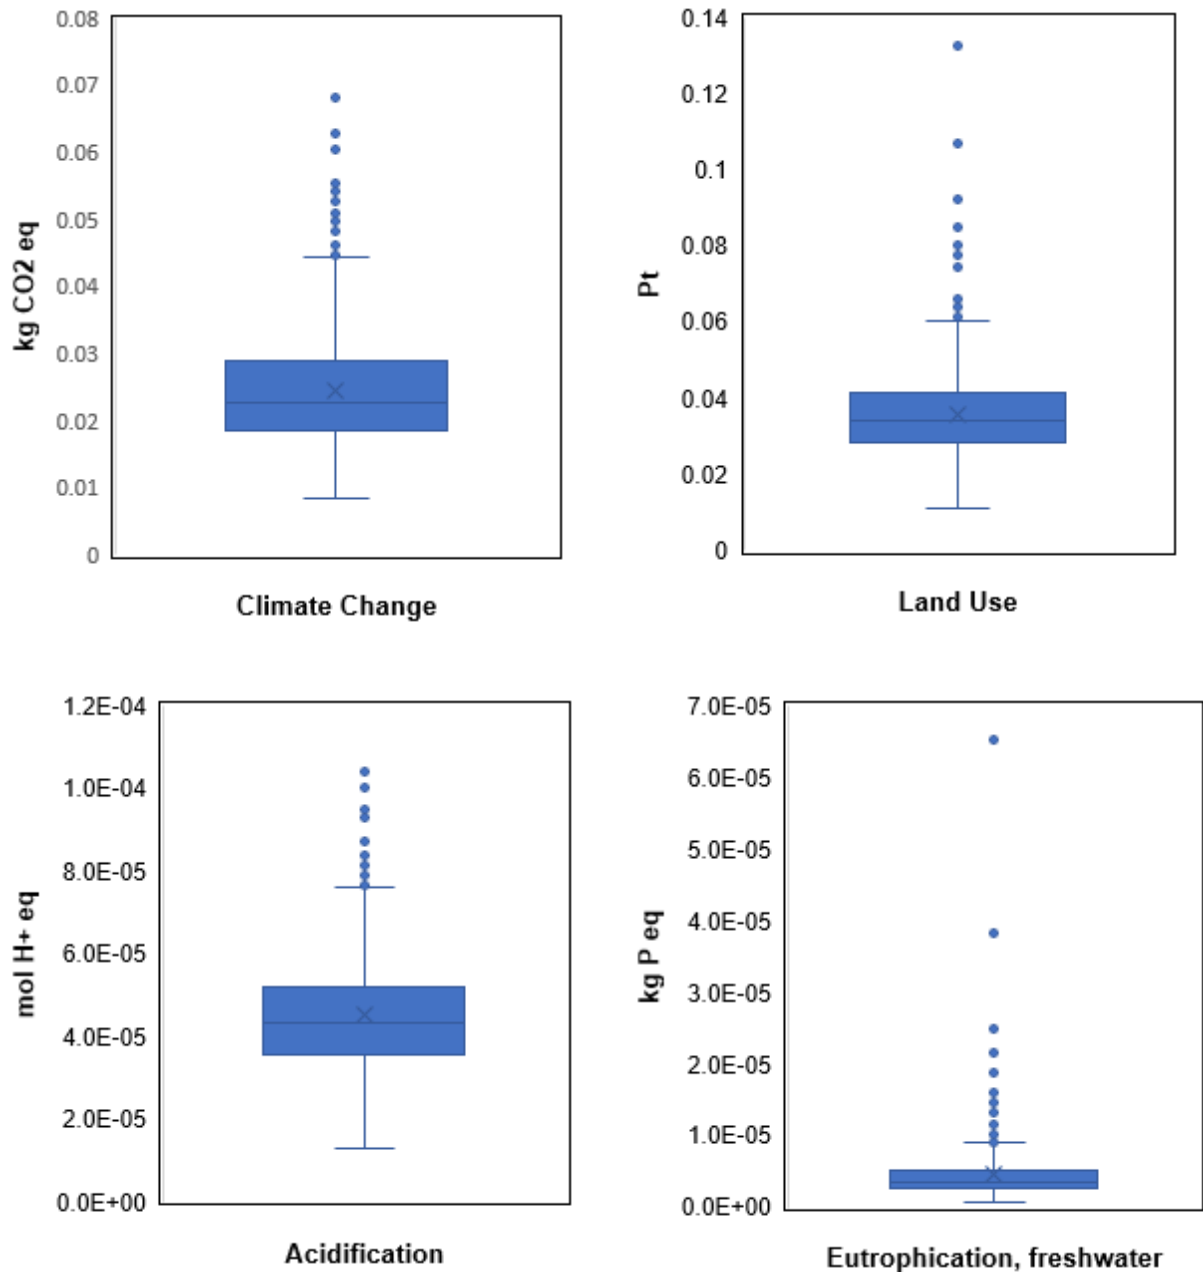 0.08
0.07
0.06
0.05
0.04
0.03
0.02
0.01
0
kg CO2 eq
Climate Change
0.14
0.12
0.1
0.08
0.06
0.04
0.02
0
Pt
Land Use
1.2E-04
1.0E-04
8.0E-05
6.0E-05
4.0E-05
2.0E-05
0.0E+00
mol H+ eq
Acidification
7.0E-05
6.0E-05
5.0E-05
4.0E-05
3.0E-05
2.0E-05
1.0E-05
0.0E+00
kg P eq
Eutrophication, freshwater